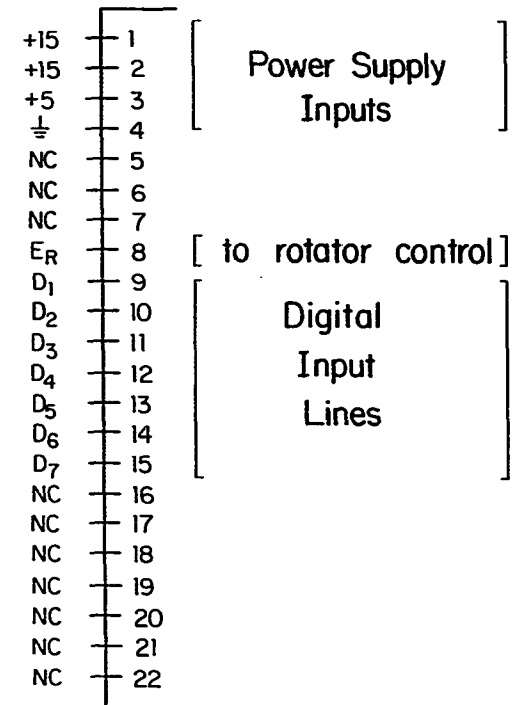 +15 1
+15 2
+5 3
⏚ 4
NC 5
NC 6
NC 7
E_R 8
D_1 9
D_2 10
D_3 11
D_4 12
D_5 13
D_6 14
D_7 15
NC 16
NC 17
NC 18
NC 19
NC 20
NC 21
NC 22
[ Power Supply
Inputs ]
[ to rotator control ]
[ Digital
Input
Lines ]